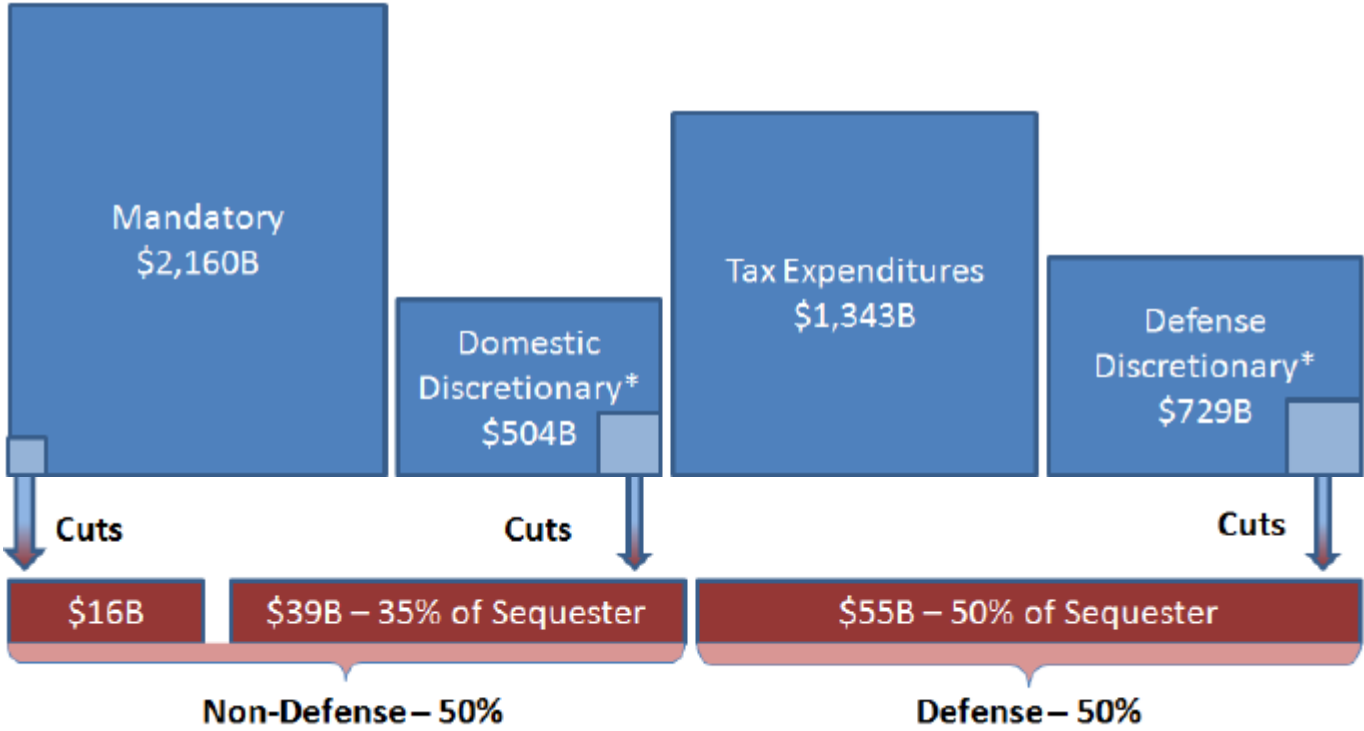 Mandatory
$2,160B
Domestic
Discretionary*
$504B
Tax Expenditures
$1,343B
Defense
Discretionary*
$729B
Cuts
Cuts
Cuts
$16B
$39B – 35% of Sequester
$55B – 50% of Sequester
Non-Defense – 50%
Defense – 50%